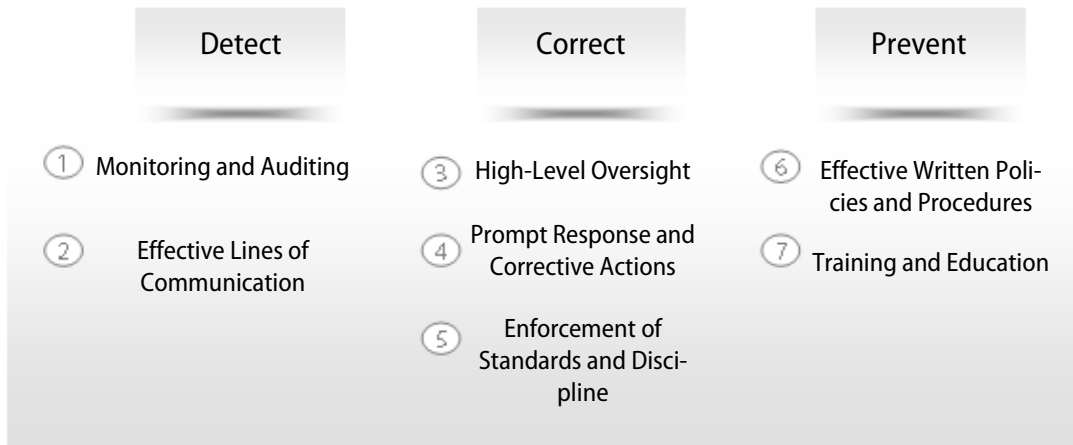 Detect
1 Monitoring and Auditing
2 Effective Lines of
Communication
Correct
3 High-Level Oversight
4 Prompt Response and
Corrective Actions
5 Enforcement of
Standards and Disci-
pline
Prevent
6 Effective Written Poli-
cies and Procedures
7 Training and Education